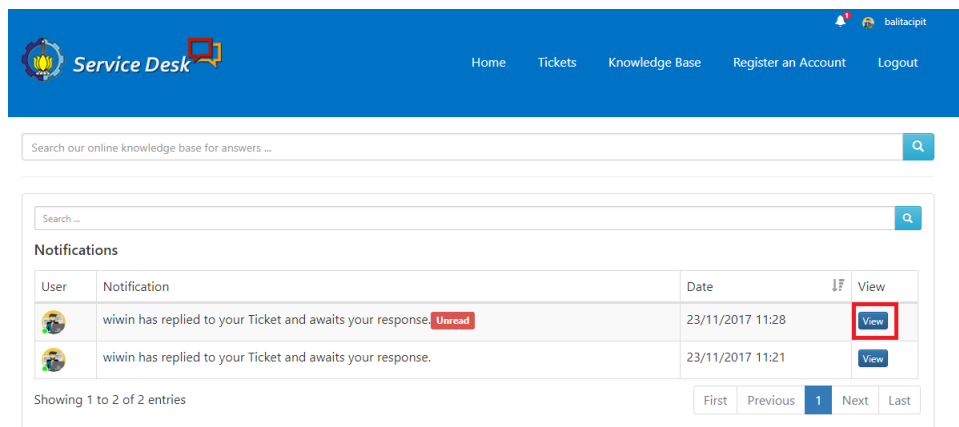 1
balitacipit
Service Desk
Home Tickets Knowledge Base Register an Account Logout
Search our online knowledge base for answers ...
Search ...
Notifications
User Notification Date View
wiwin has replied to your Ticket and awaits your response. Unread 23/11/2017 11:28 View
wiwin has replied to your Ticket and awaits your response. 23/11/2017 11:21 View
Showing 1 to 2 of 2 entries First Previous 1 Next Last